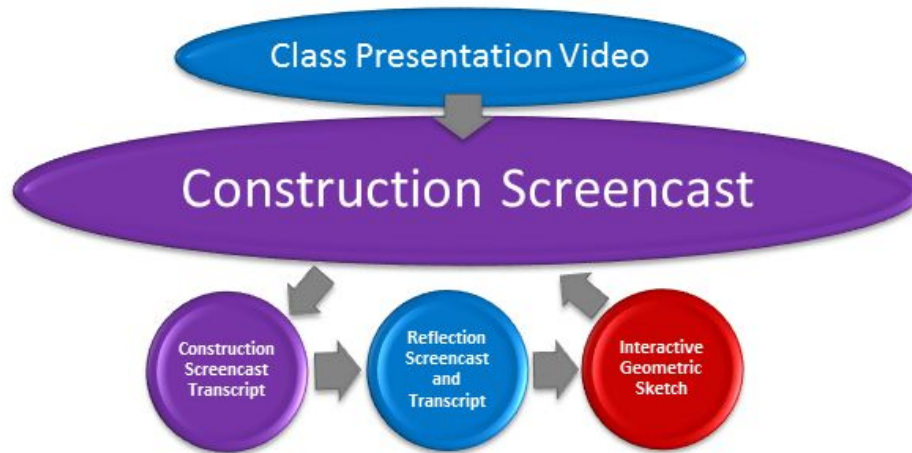 Class Presentation Video
Construction Screencast
Construction
Screencast
Transcript
Reflection
Screencast
and
Transcript
Interactive
Geometric
Sketch